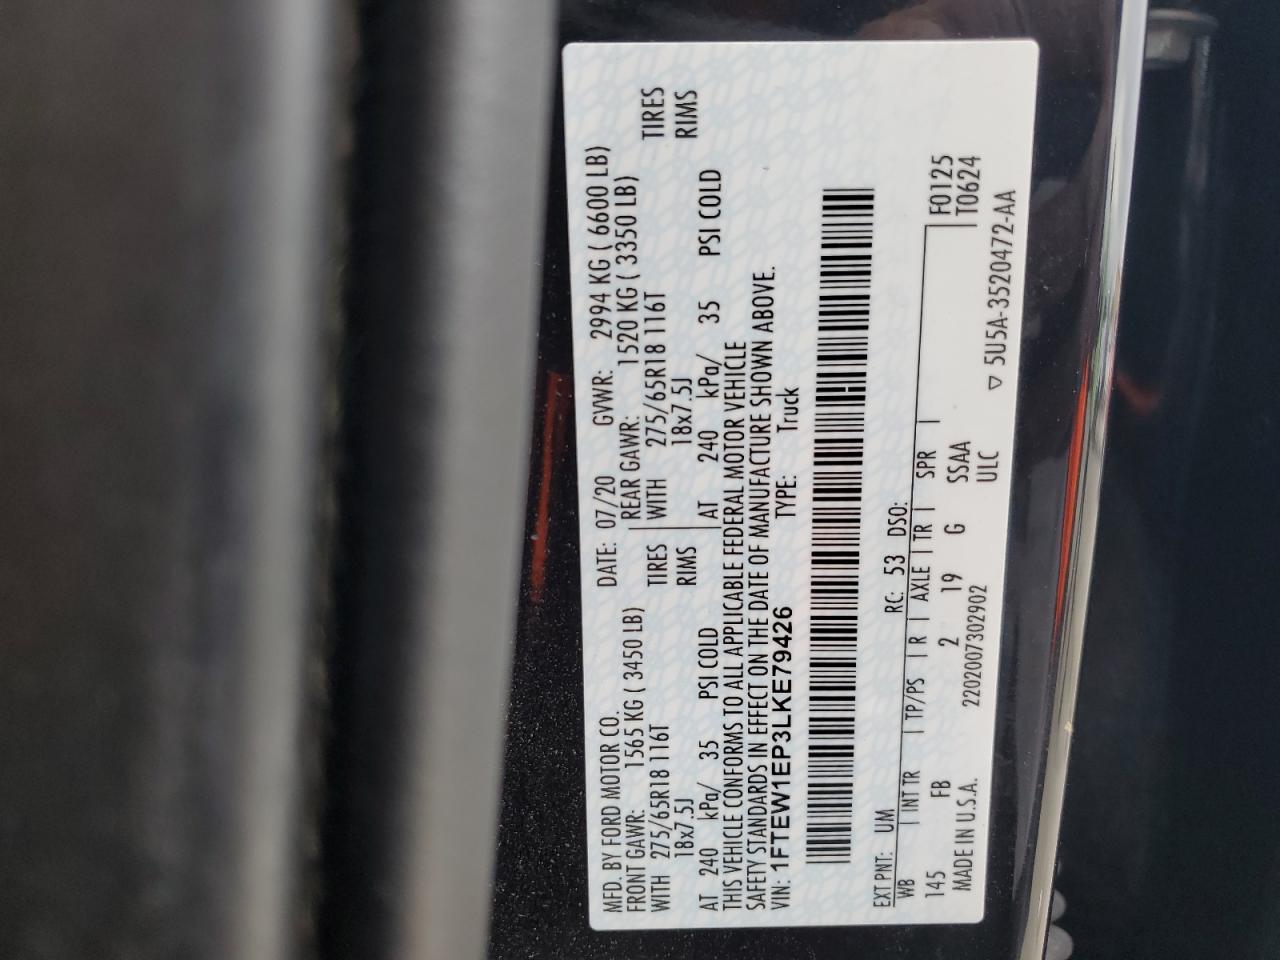 MFD. BY FORD MOTOR CO. DATE: 07/20 GVWR: 2994 KG ( 6600 LB)
FRONT GAWR: 1565 KG ( 3450 LB) REAR GAWR: 1520 KG ( 3350 LB)
WITH 275/65R18 116T TIRES WITH 275/65R18 116T TIRES
18x7.5J RIMS 18x7.5J RIMS
AT 240 kPa/ 35 PSI COLD AT 240 kPa/ 35 PSI COLD
THIS VEHICLE CONFORMS TO ALL APPLICABLE FEDERAL MOTOR VEHICLE
SAFETY STANDARDS IN EFFECT ON THE DATE OF MANUFACTURE SHOWN ABOVE.
VIN: 1FTEW1EP3LKE79426 TYPE: Truck
EXT PNT: UM RC: 53 DSO:
WB | INT TR | TP/PS | R | AXLE | TR | SPR | F0125
145 FB 2 19 G SSAA T0624
MADE IN U.S.A. 2202007302902 ULC
▽ 5U5A-3520472-AA